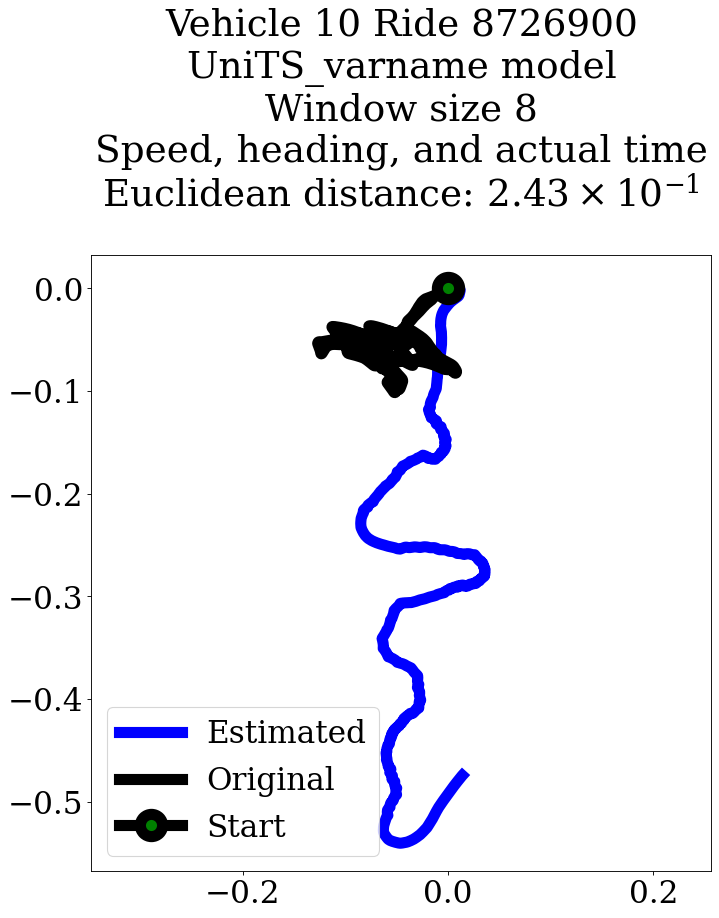 Vehicle 10 Ride 8726900
UniTS_varname model
Window size 8
Speed, heading, and actual time
Euclidean distance: 2.43 × 10⁻¹
0.0
−0.1
−0.2
−0.3
−0.4
−0.5
Estimated
Original
Start
−0.2 0.0 0.2